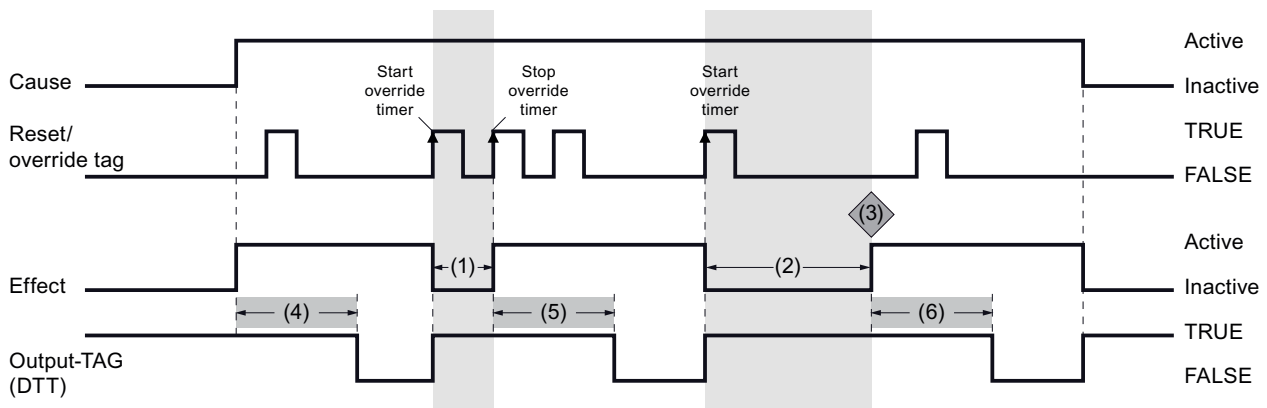 Active
Cause
Inactive
Start
override
timer
Stop
override
timer
Start
override
timer
Reset/
override tag
TRUE
FALSE
(3)
Active
Effect
(1)
(2)
Inactive
(4)
(5)
(6)
TRUE
Output-TAG
(DTT)
FALSE